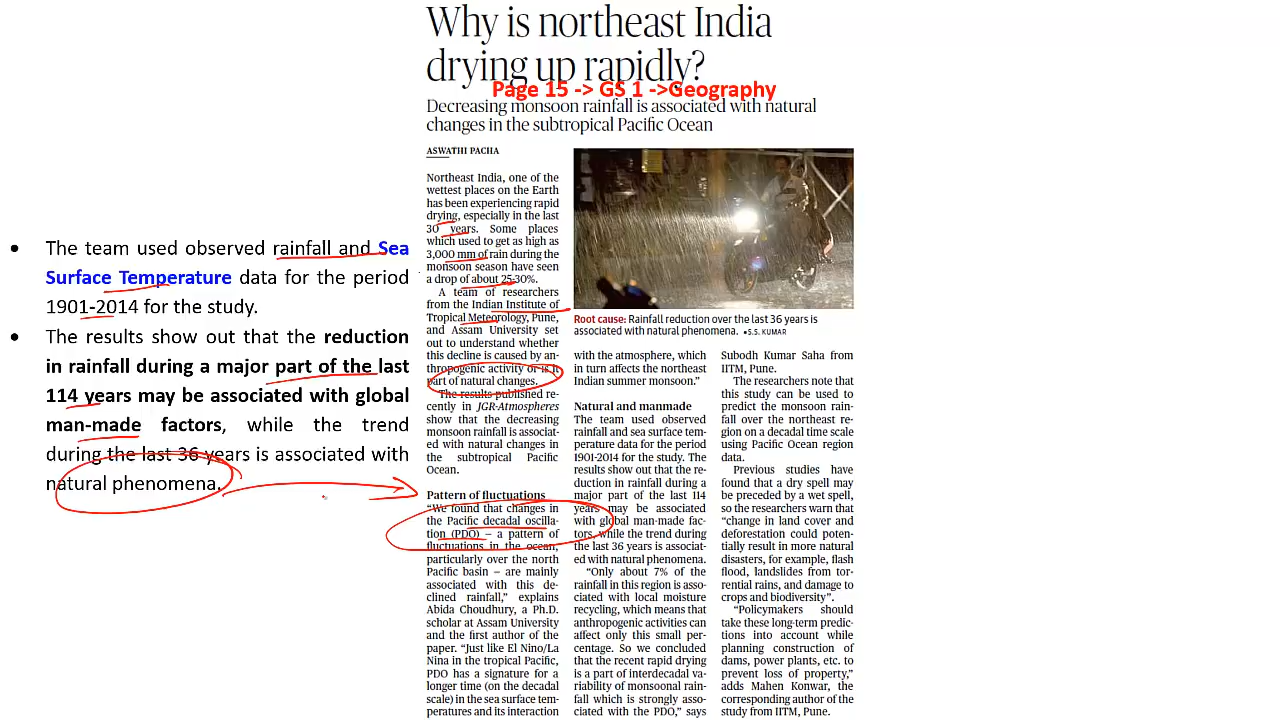 Why is northeast India
drying up rapidly?
Page 15 -> GS 1 ->Geography
Decreasing monsoon rainfall is associated with natural
changes in the subtropical Pacific Ocean
• The team used observed rainfall and Sea
Surface Temperature data for the period
1901-2014 for the study.
• The results show out that the reduction
in rainfall during a major part of the last
114 years may be associated with global
man-made factors, while the trend
during the last 36 years is associated with
natural phenomena.
ASWATHI PACHA
Northeast India, one of the
wettest places on the Earth
has been experiencing rapid
drying, especially in the last
30 years. Some places
which used to get as high as
3,000 mm of rain during the
monsoon season have seen
a drop of about 25-30%.
A team of researchers
from the Indian Institute of
Tropical Meteorology, Pune,
and Assam University set
out to understand whether
this decline is caused by an-
thropogenic activity or is it
part of natural changes.
The results published re-
cently in JGR-Atmospheres
show that the decreasing
monsoon rainfall is associat-
ed with natural changes in
the subtropical Pacific
Ocean.
Pattern of fluctuations
“We found that changes in
the Pacific decadal oscilla-
tion (PDO) – a pattern of
fluctuations in the ocean,
particularly over the north
Pacific basin – are mainly
associated with this de-
clined rainfall,” explains
Abida Choudhury, a Ph.D.
scholar at Assam University
and the first author of the
paper. “Just like El Nino/La
Nina in the tropical Pacific,
PDO has a signature for a
longer time (on the decadal
scale) in the sea surface tem-
peratures and its interaction
Root cause: Rainfall reduction over the last 36 years is
associated with natural phenomena. •S.S. KUMAR
with the atmosphere, which
in turn affects the northeast
Indian summer monsoon.”
Natural and manmade
The team used observed
rainfall and sea surface tem-
perature data for the period
1901-2014 for the study. The
results show out that the re-
duction in rainfall during a
major part of the last 114
years may be associated
with global man-made fac-
tors, while the trend during
the last 36 years is associat-
ed with natural phenomena.
“Only about 7% of the
rainfall in this region is asso-
ciated with local moisture
recycling, which means that
anthropogenic activities can
affect only this small per-
centage. So we concluded
that the recent rapid drying
is a part of interdecadal va-
riability of monsoonal rain-
fall which is strongly asso-
ciated with the PDO,” says
Subodh Kumar Saha from
IITM, Pune.
The researchers note that
this study can be used to
predict the monsoon rain-
fall over the northeast re-
gion on a decadal time scale
using Pacific Ocean region
data.
Previous studies have
found that a dry spell may
be preceded by a wet spell,
so the researchers warn that
“change in land cover and
deforestation could poten-
tially result in more natural
disasters, for example, flash
flood, landslides from tor-
rential rains, and damage to
crops and biodiversity”.
“Policymakers should
take these long-term predic-
tions into account while
planning construction of
dams, power plants, etc. to
prevent loss of property,”
adds Mahen Konwar, the
corresponding author of the
study from IITM, Pune.